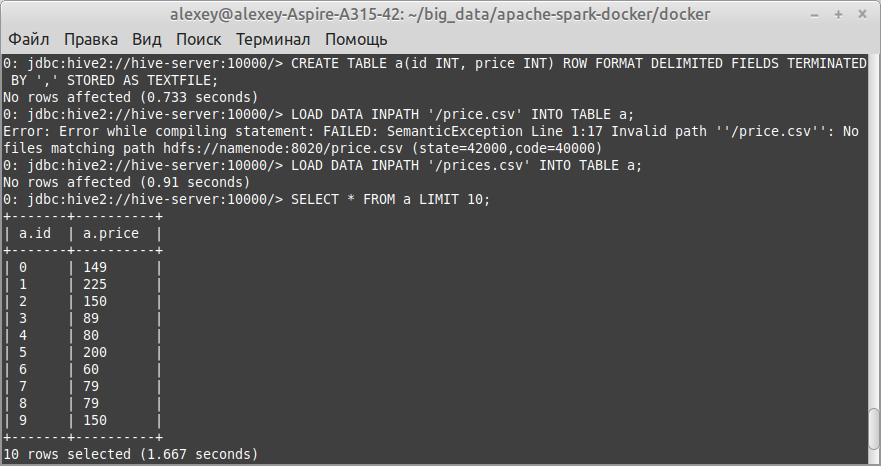 alexey@alexey-Aspire-A315-42: ~/big_data/apache-spark-docker/docker
Файл Правка Вид Поиск Терминал Помощь
0: jdbc:hive2://hive-server:10000/> CREATE TABLE a(id INT, price INT) ROW FORMAT DELIMITED FIELDS TERMINATED
 BY ',' STORED AS TEXTFILE;
No rows affected (0.733 seconds)
0: jdbc:hive2://hive-server:10000/> LOAD DATA INPATH '/price.csv' INTO TABLE a;
Error: Error while compiling statement: FAILED: SemanticException Line 1:17 Invalid path ''/price.csv'': No
files matching path hdfs://namenode:8020/price.csv (state=42000,code=40000)
0: jdbc:hive2://hive-server:10000/> LOAD DATA INPATH '/prices.csv' INTO TABLE a;
No rows affected (0.91 seconds)
0: jdbc:hive2://hive-server:10000/> SELECT * FROM a LIMIT 10;
+-------+----------+
| a.id  | a.price  |
+-------+----------+
| 0     | 149      |
| 1     | 225      |
| 2     | 150      |
| 3     | 89       |
| 4     | 80       |
| 5     | 200      |
| 6     | 60       |
| 7     | 79       |
| 8     | 79       |
| 9     | 150      |
+-------+----------+
10 rows selected (1.667 seconds)